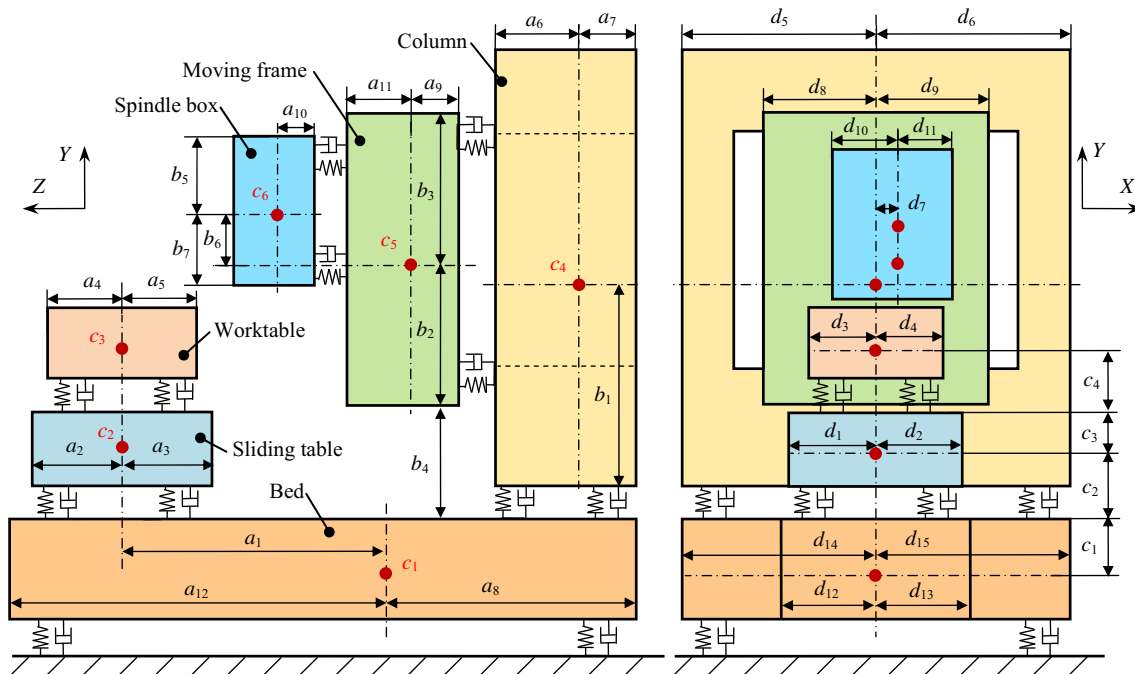 a₆ a₇
Column
Moving frame
a₁₁ a₉
Spindle box
a₁₀
Y
Z
b₅
b₇ b₆
c₆
b₃
c₅
c₄
b₂
b₁
a₄ a₅
c₃
Worktable
c₂
a₂ a₃
Sliding table
b₄
Bed
a₁
c₁
a₁₂ a₈
d₅ d₆
d₈ d₉
d₁₀ d₁₁
Y
X
d₇
d₃ d₄
c₄
d₁ d₂
c₃
c₂
d₁₄ d₁₅
c₁
d₁₂ d₁₃